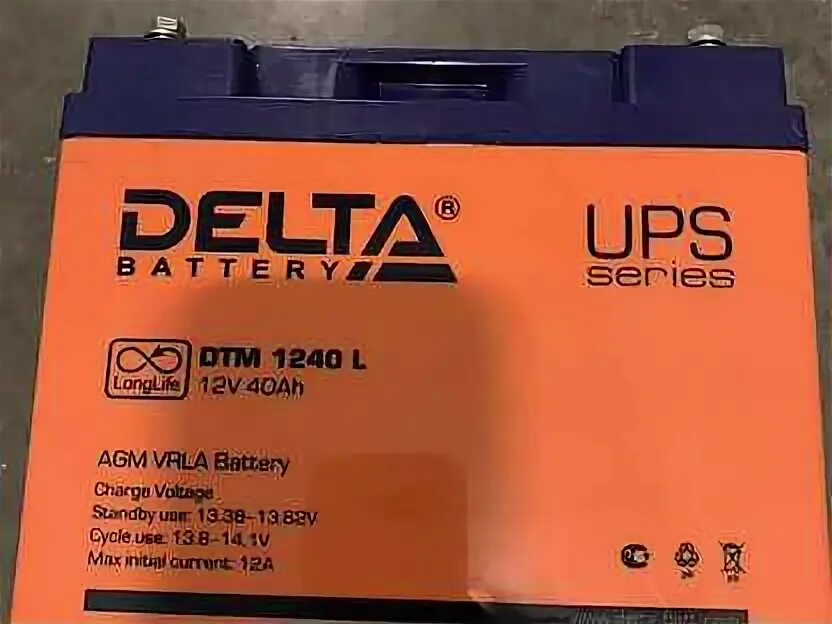 DELTA®
BATTERY
UPS
series
LongLife
DTM 1240 L
12V 40Ah
AGM VRLA Battery
Charge Voltage
Standby use: 13.38-13.82V
Cycle use: 13.8-14.1V
Max initial current: 12A